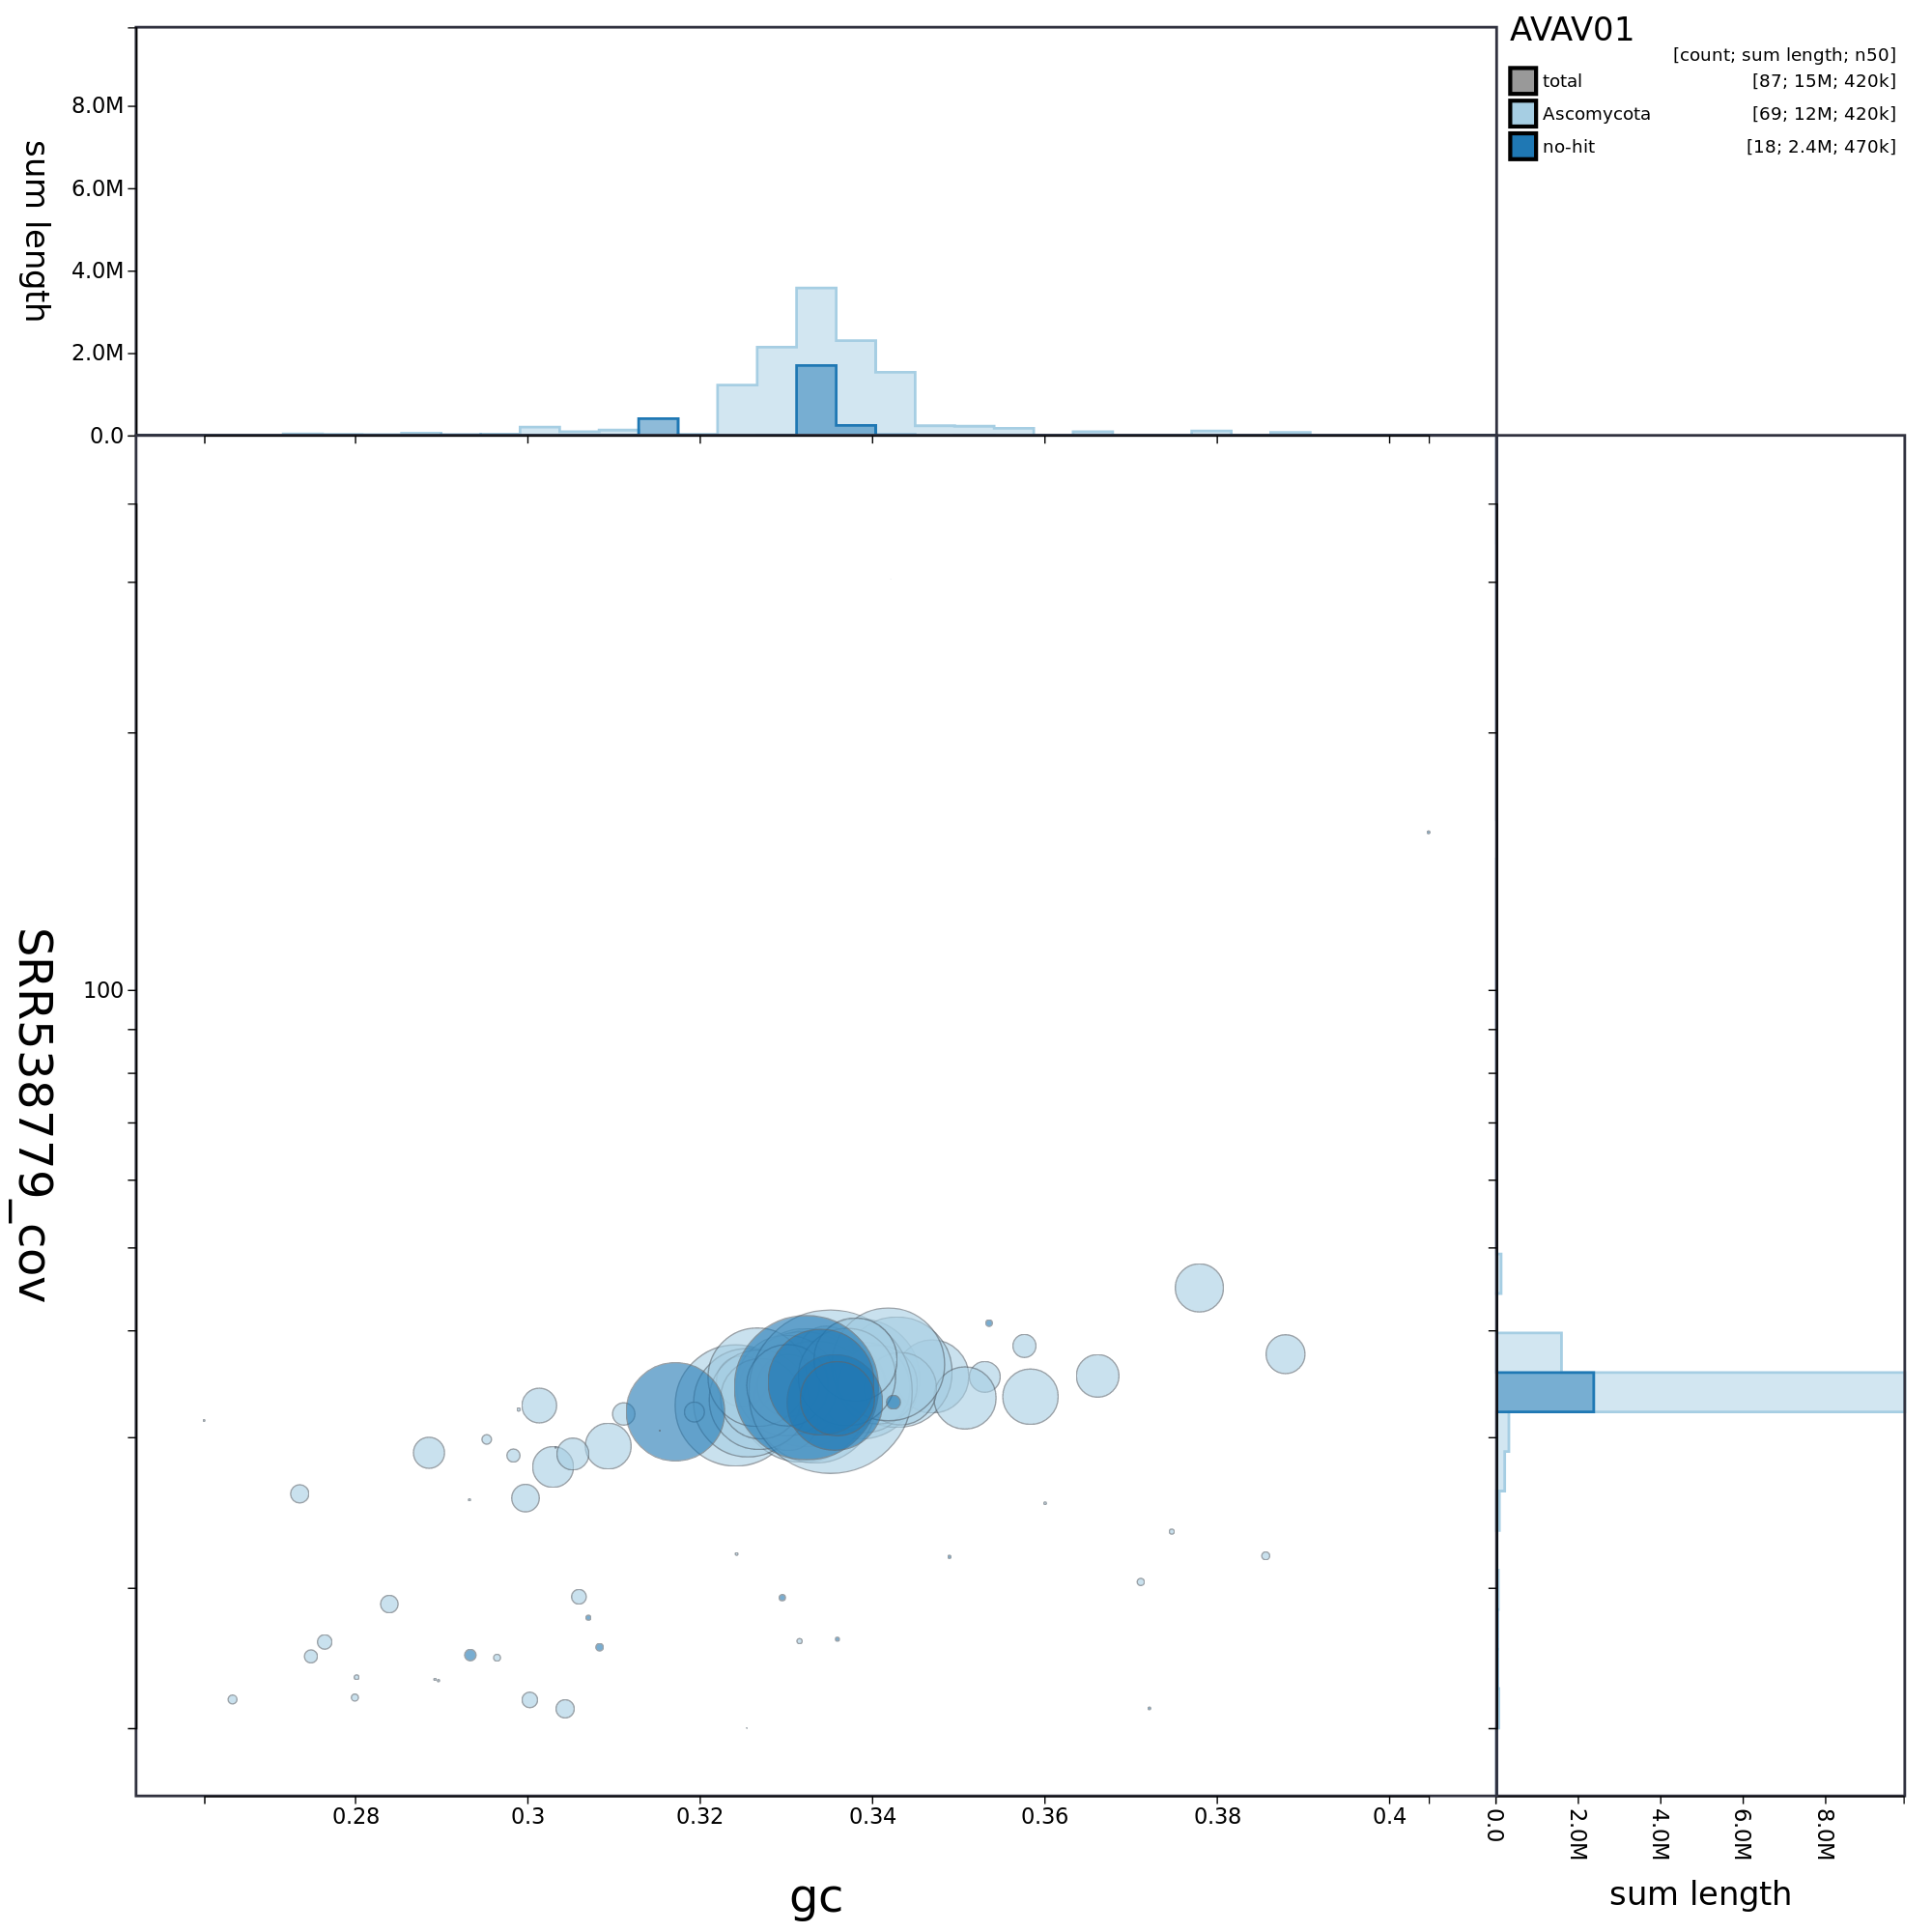 AVAV01
[count; sum length; n50]
total [87; 15M; 420k]
Ascomycota [69; 12M; 420k]
no-hit [18; 2.4M; 470k]
sum length
8.0M
6.0M
4.0M
2.0M
0.0
SRR538779_cov
100
0.28 0.3 0.32 0.34 0.36 0.38 0.4
gc
0.0 2.0M 4.0M 6.0M 8.0M
sum length